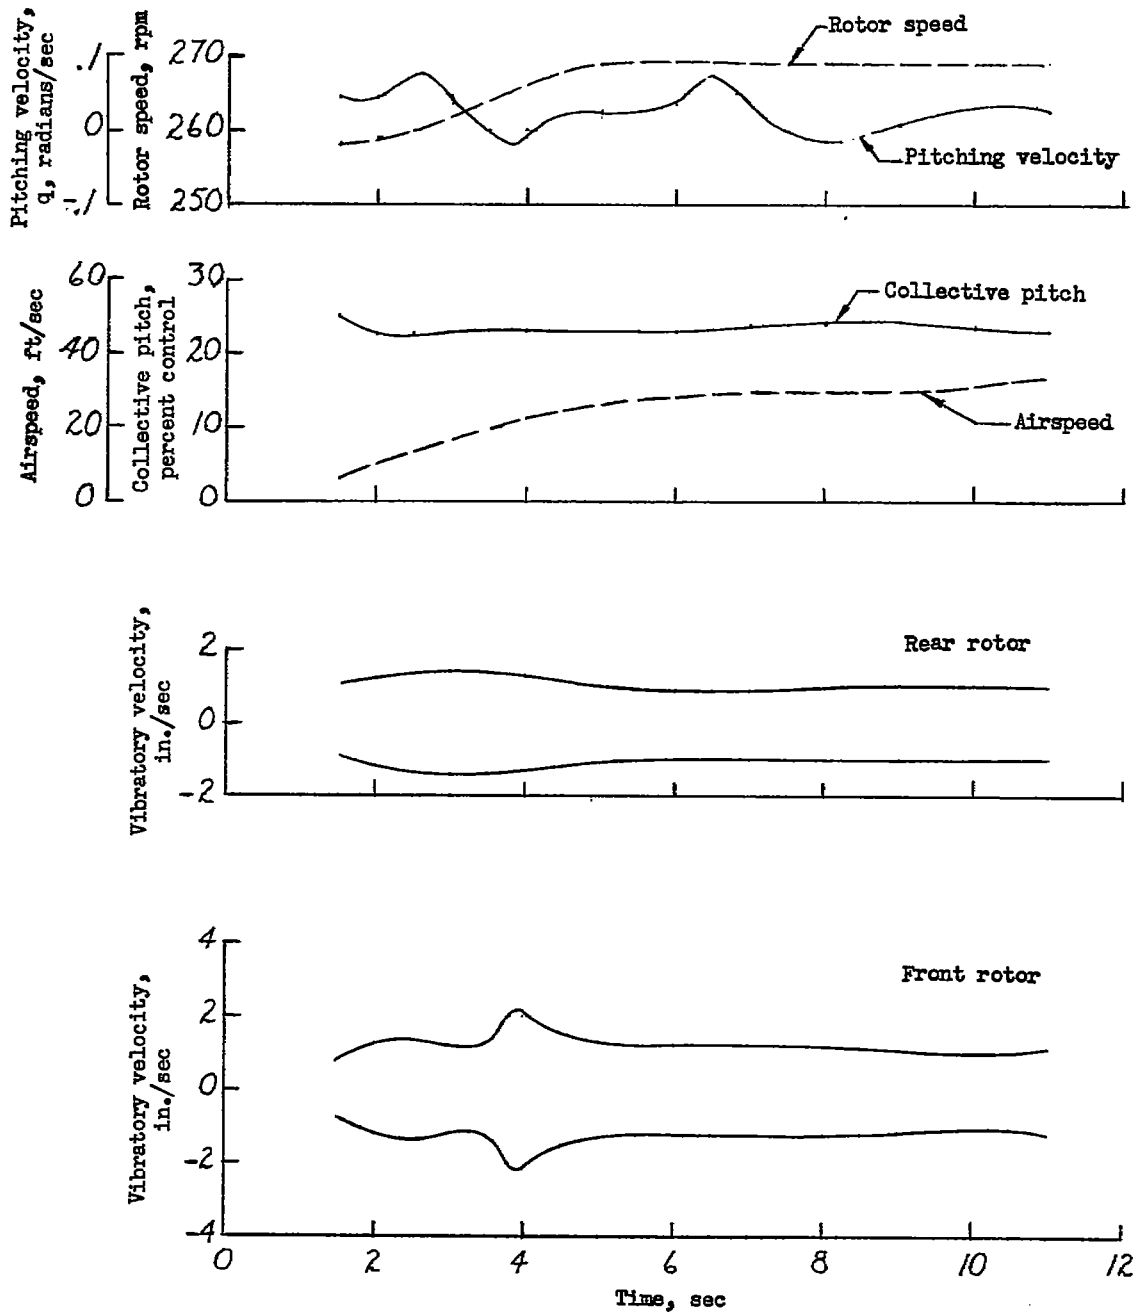 Pitching velocity,
q, radians/sec
.1
0
-.1
Rotor speed, rpm
270
260
250
Rotor speed
Pitching velocity
Airspeed, ft/sec
60
40
20
0
Collective pitch,
percent control
30
20
10
0
Collective pitch
Airspeed
Vibratory velocity,
in./sec
2
0
-2
Rear rotor
Vibratory velocity,
in./sec
4
2
0
-2
-4
Front rotor
0 2 4 6 8 10 12
Time, sec